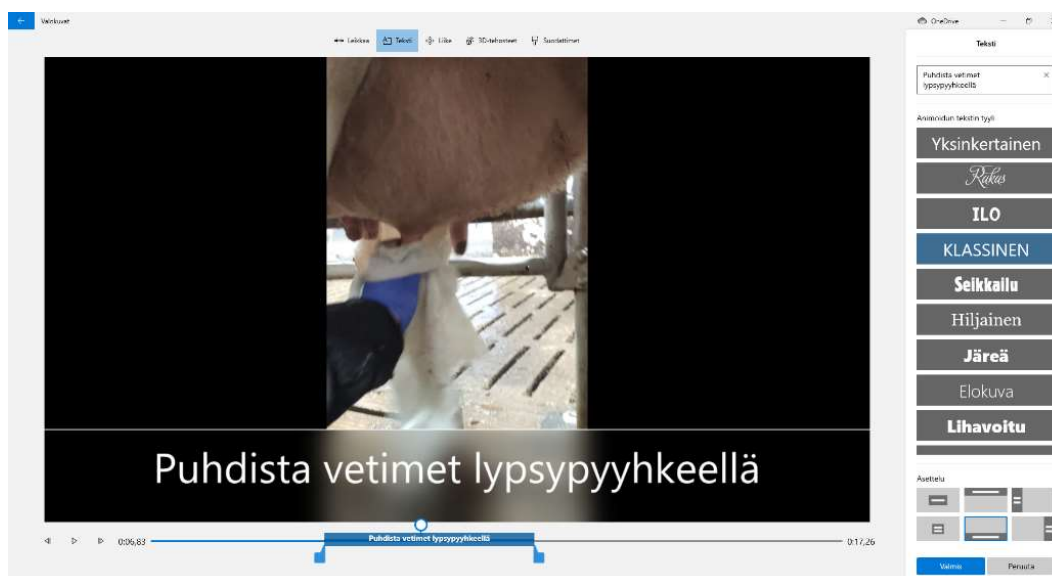 Valokuvat
OneDrive
Leikkaa Teksti Liike 3D-tehosteet Suodattimet
Teksti
Puhdista vetimet
lypsypyyhkeellä
Animoidun tekstin tyyli
Yksinkertainen
Rakas
ILO
KLASSINEN
Seikkailu
Hiljainen
Järeä
Elokuva
Lihavoitu
Puhdista vetimet lypsypyyhkeellä
Asettelu
0:06,83
Puhdista vetimet lypsypyyhkeellä
0:17,26
Valmis Peruuta